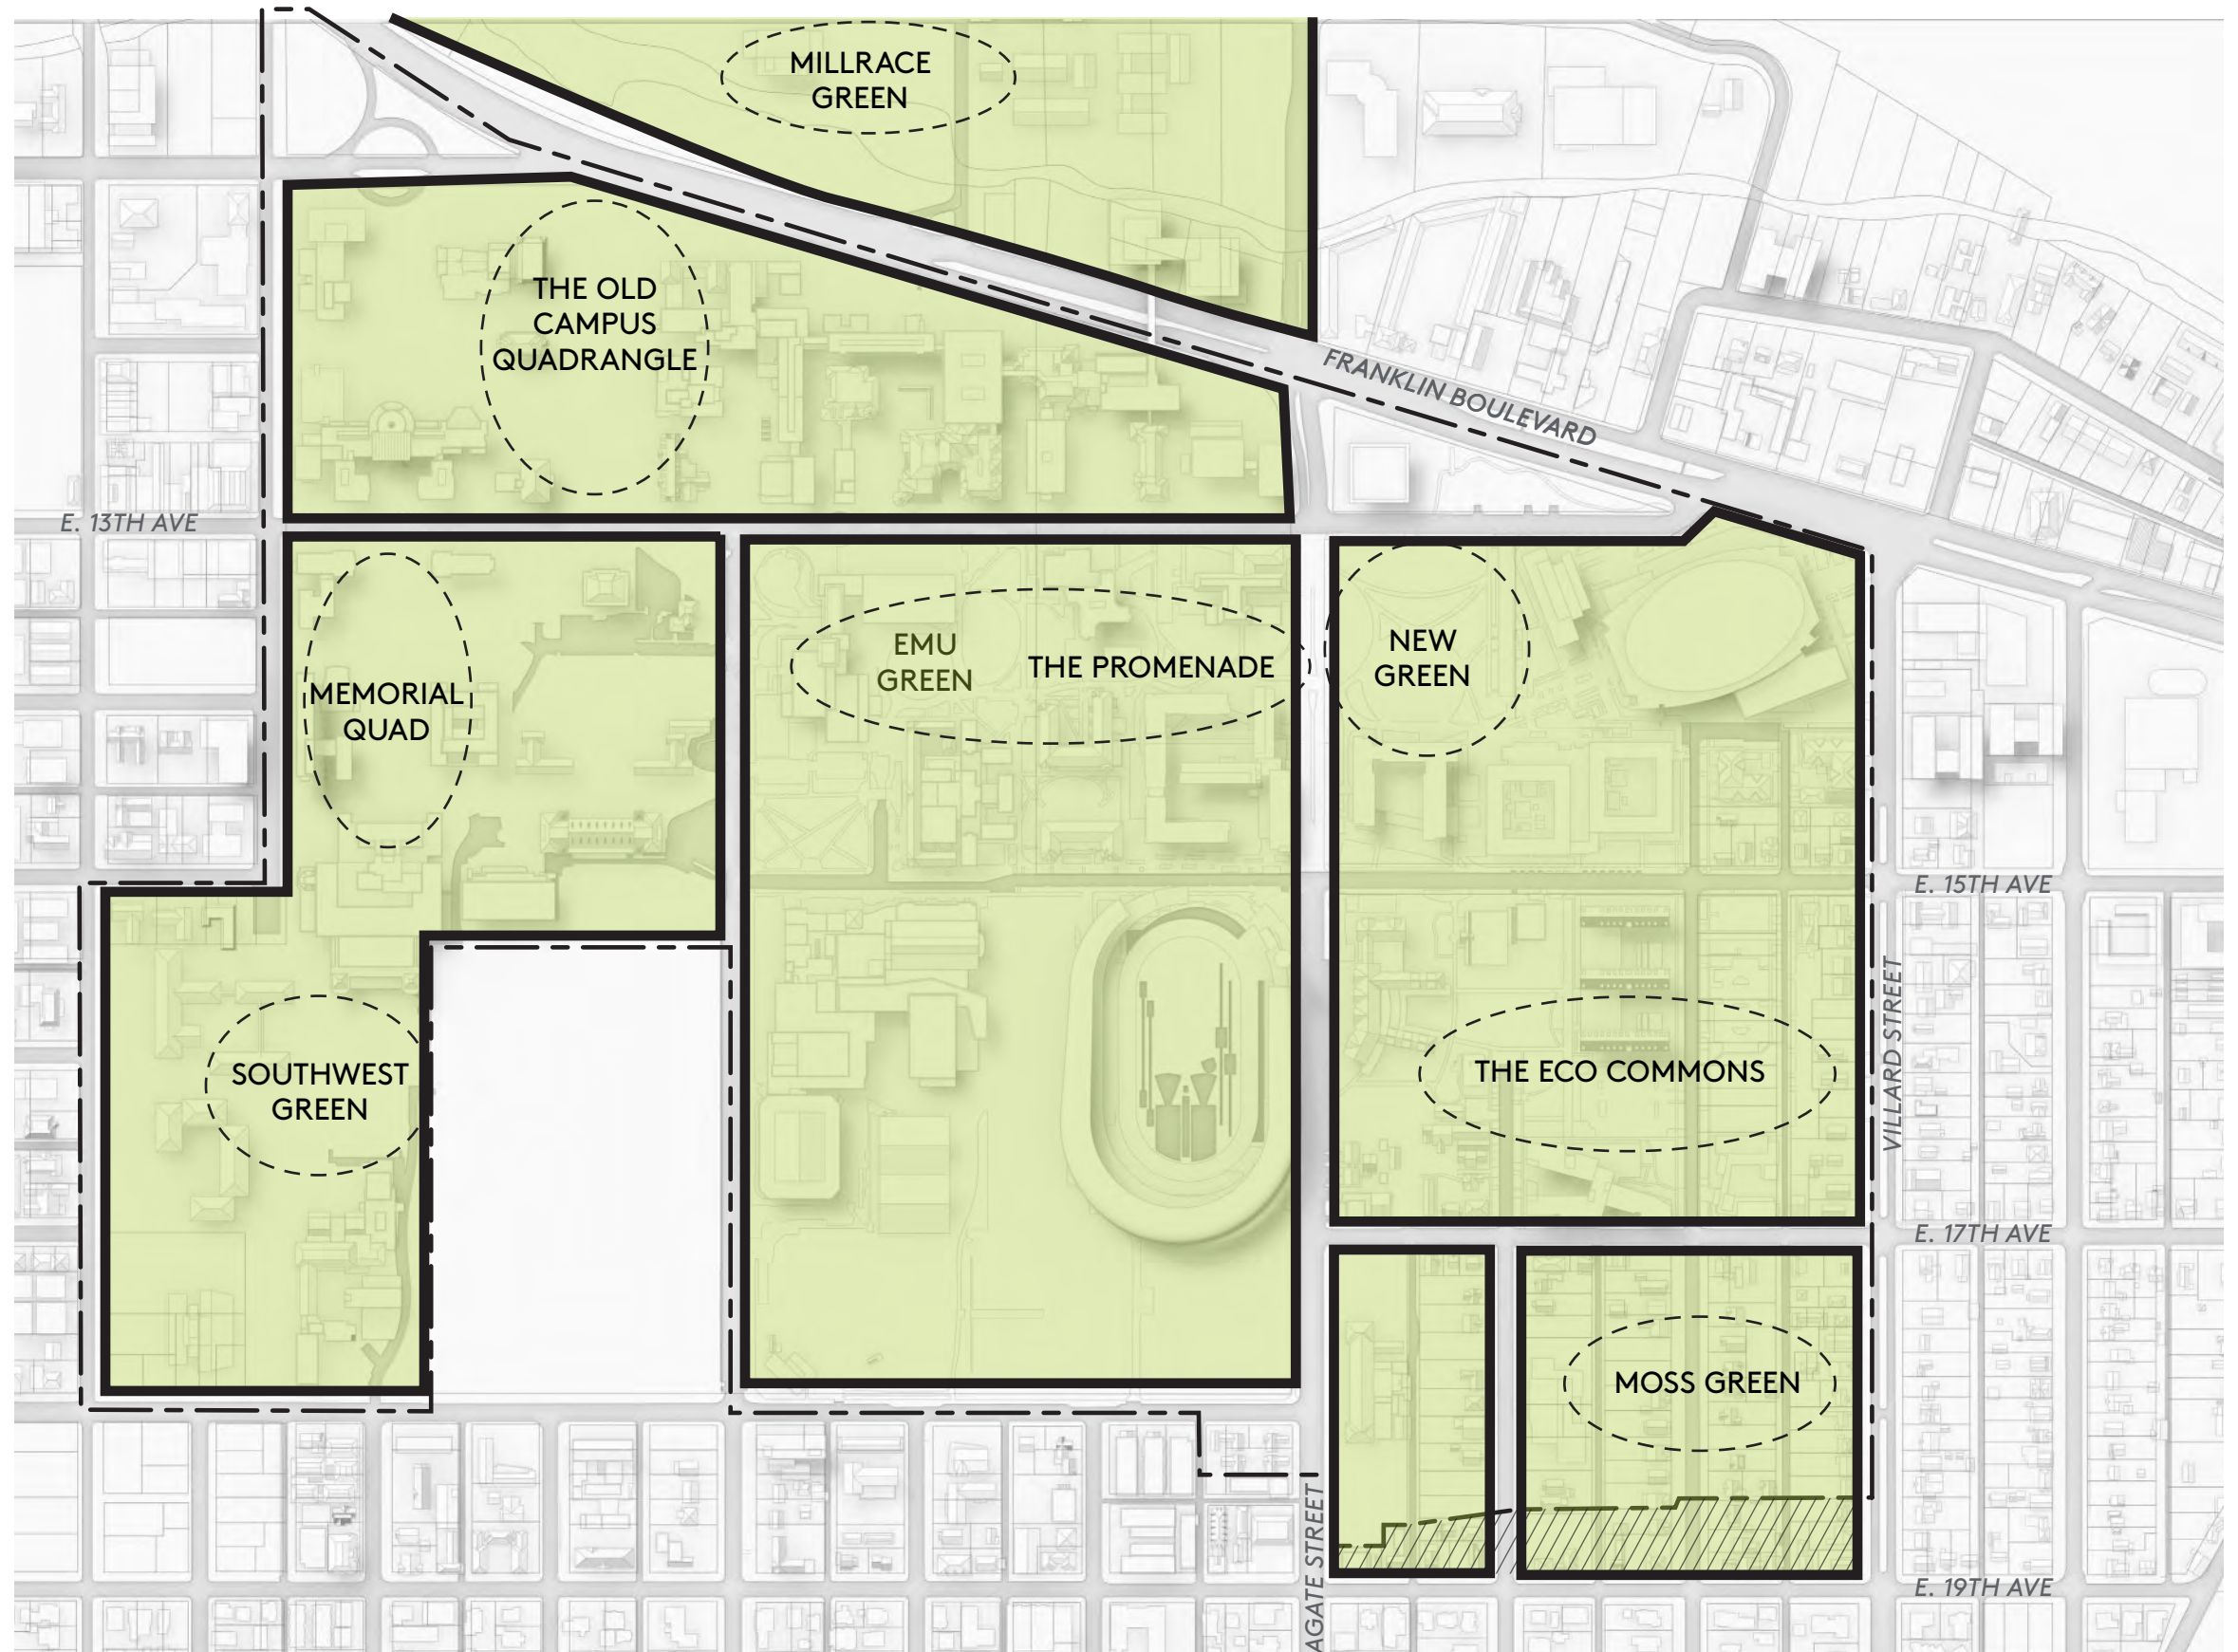 MILLRACE
GREEN
THE OLD
CAMPUS
QUADRANGLE
FRANKLIN BOULEVARD
E. 13TH AVE
MEMORIAL
QUAD
EMU
GREEN
THE PROMENADE
NEW
GREEN
E. 15TH AVE
SOUTHWEST
GREEN
THE ECO COMMONS
VILLARD STREET
E. 17TH AVE
MOSS GREEN
AGATE STREET
E. 19TH AVE